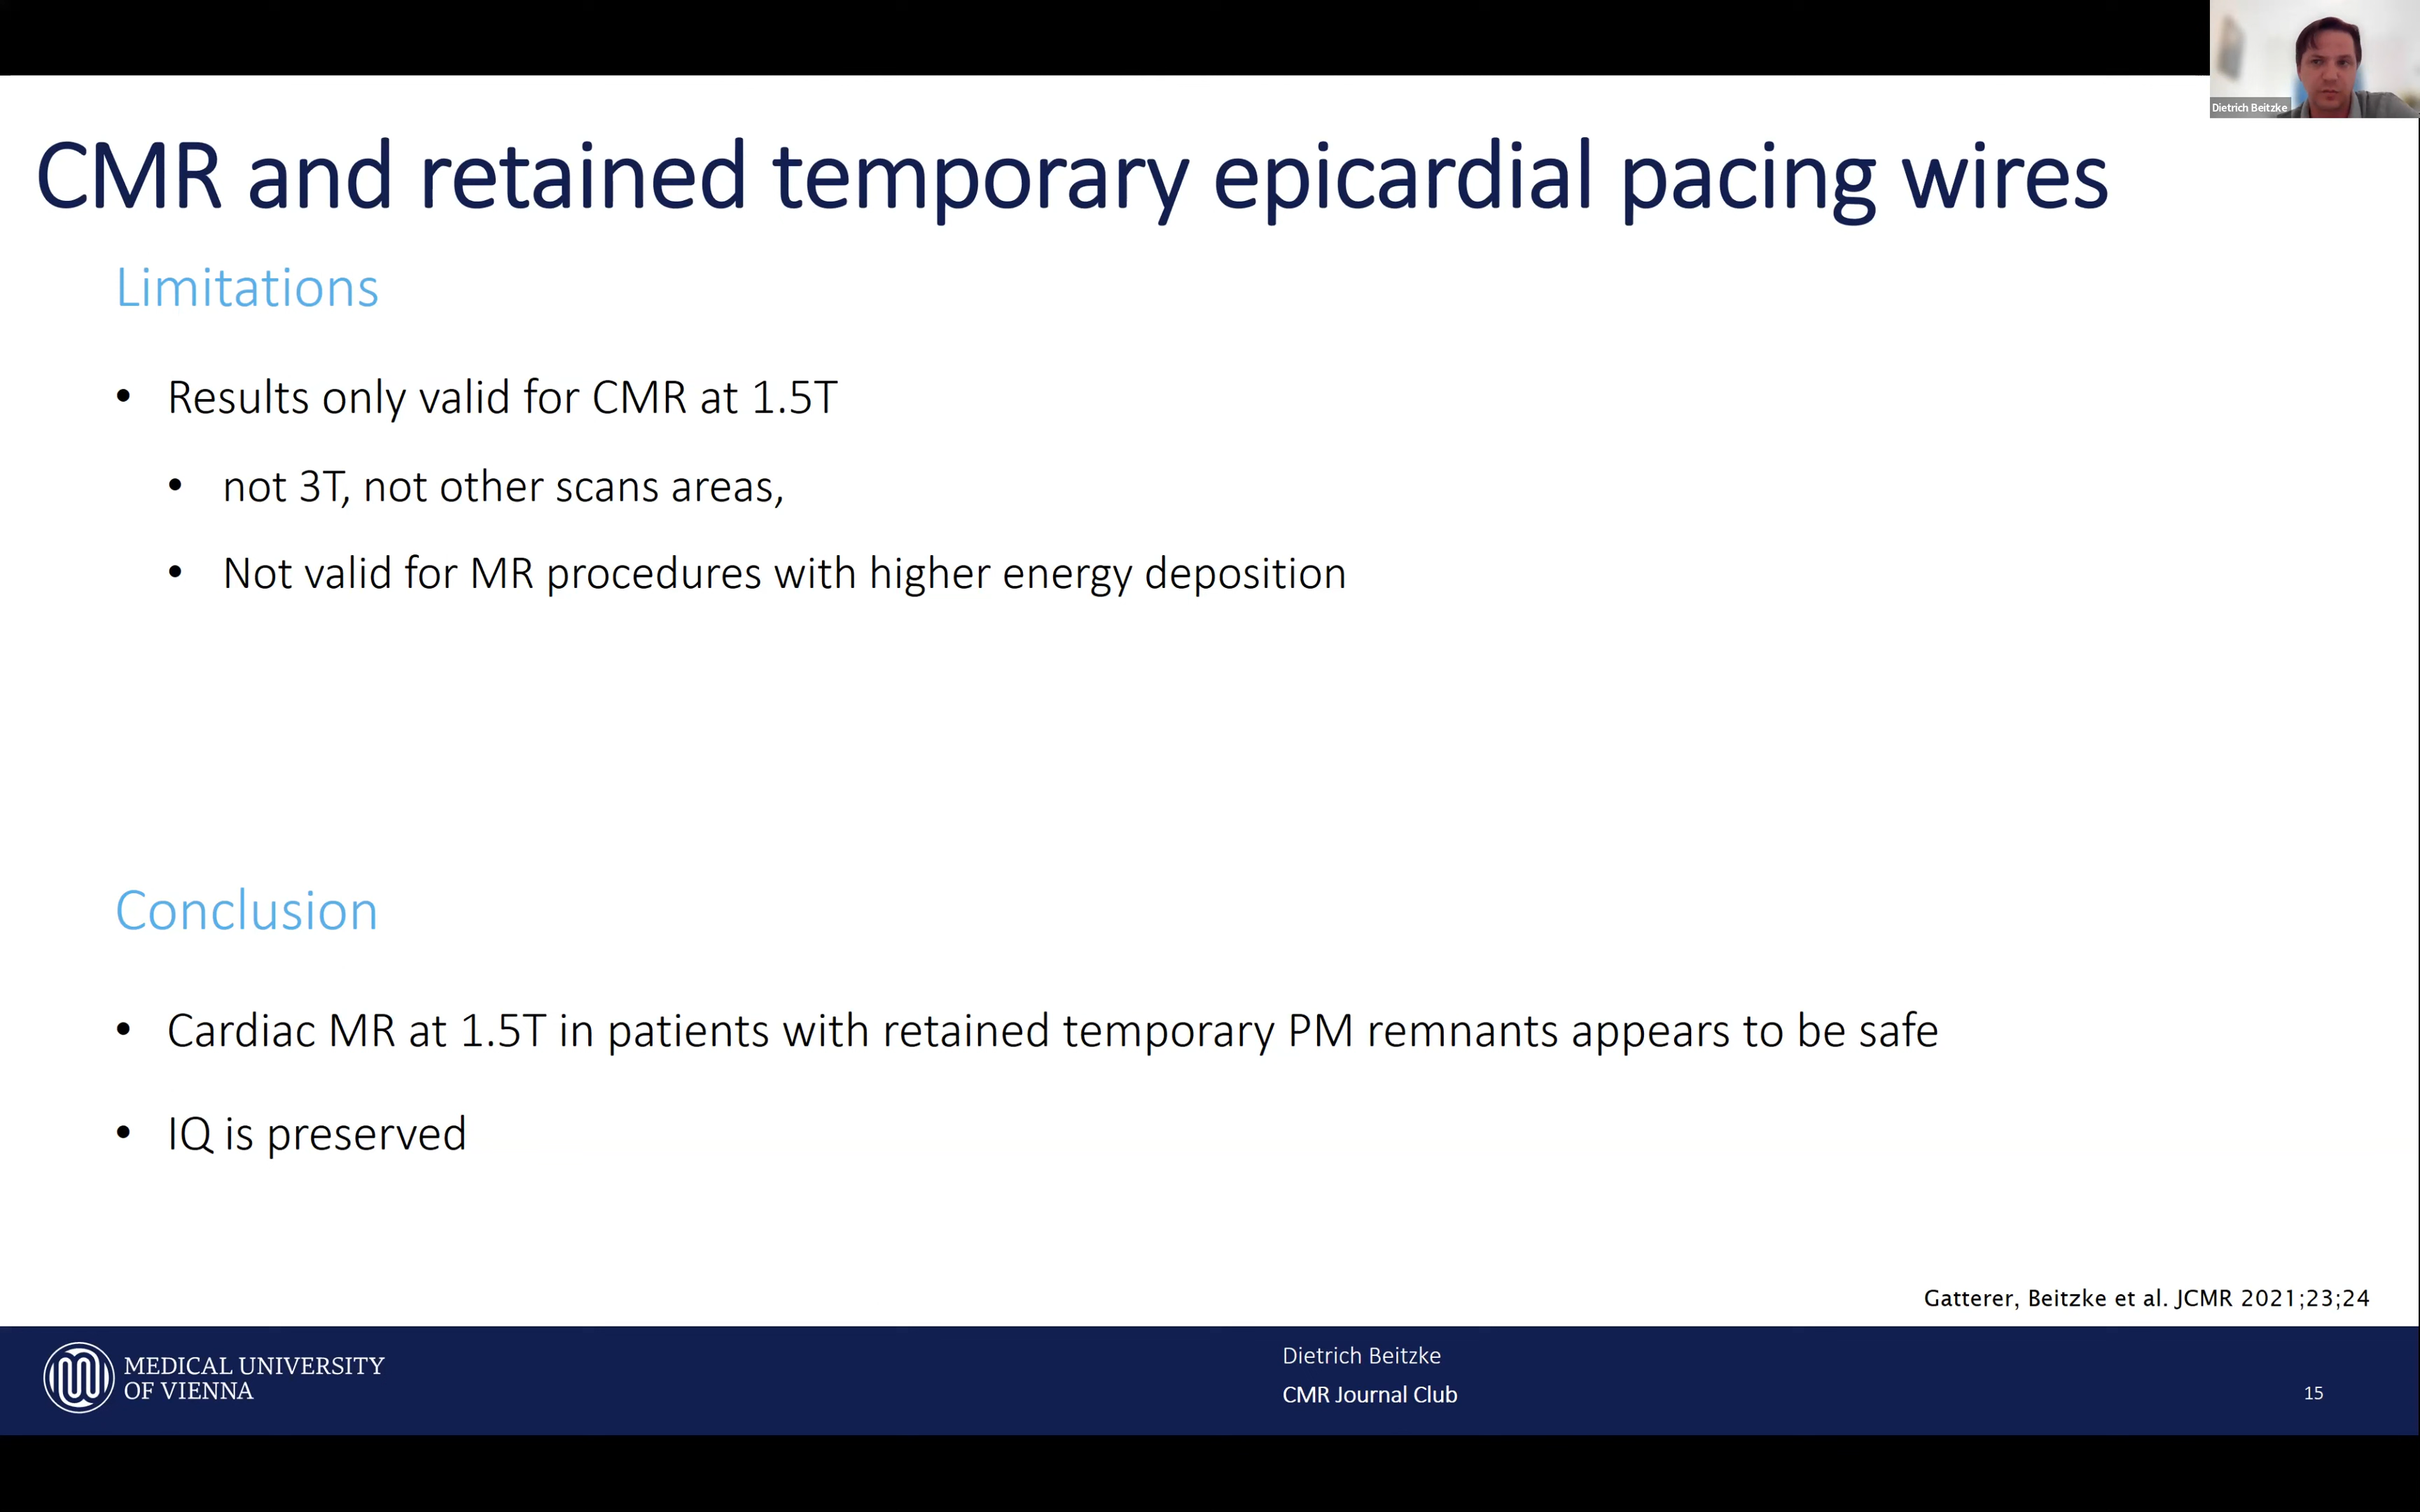 Dietrich Beitzke
CMR and retained temporary epicardial pacing wires
Limitations
• Results only valid for CMR at 1.5T
• not 3T, not other scans areas,
• Not valid for MR procedures with higher energy deposition
Conclusion
• Cardiac MR at 1.5T in patients with retained temporary PM remnants appears to be safe
• IQ is preserved
Gatterer, Beitzke et al. JCMR 2021;23;24
MEDICAL UNIVERSITY
OF VIENNA
Dietrich Beitzke
CMR Journal Club
15